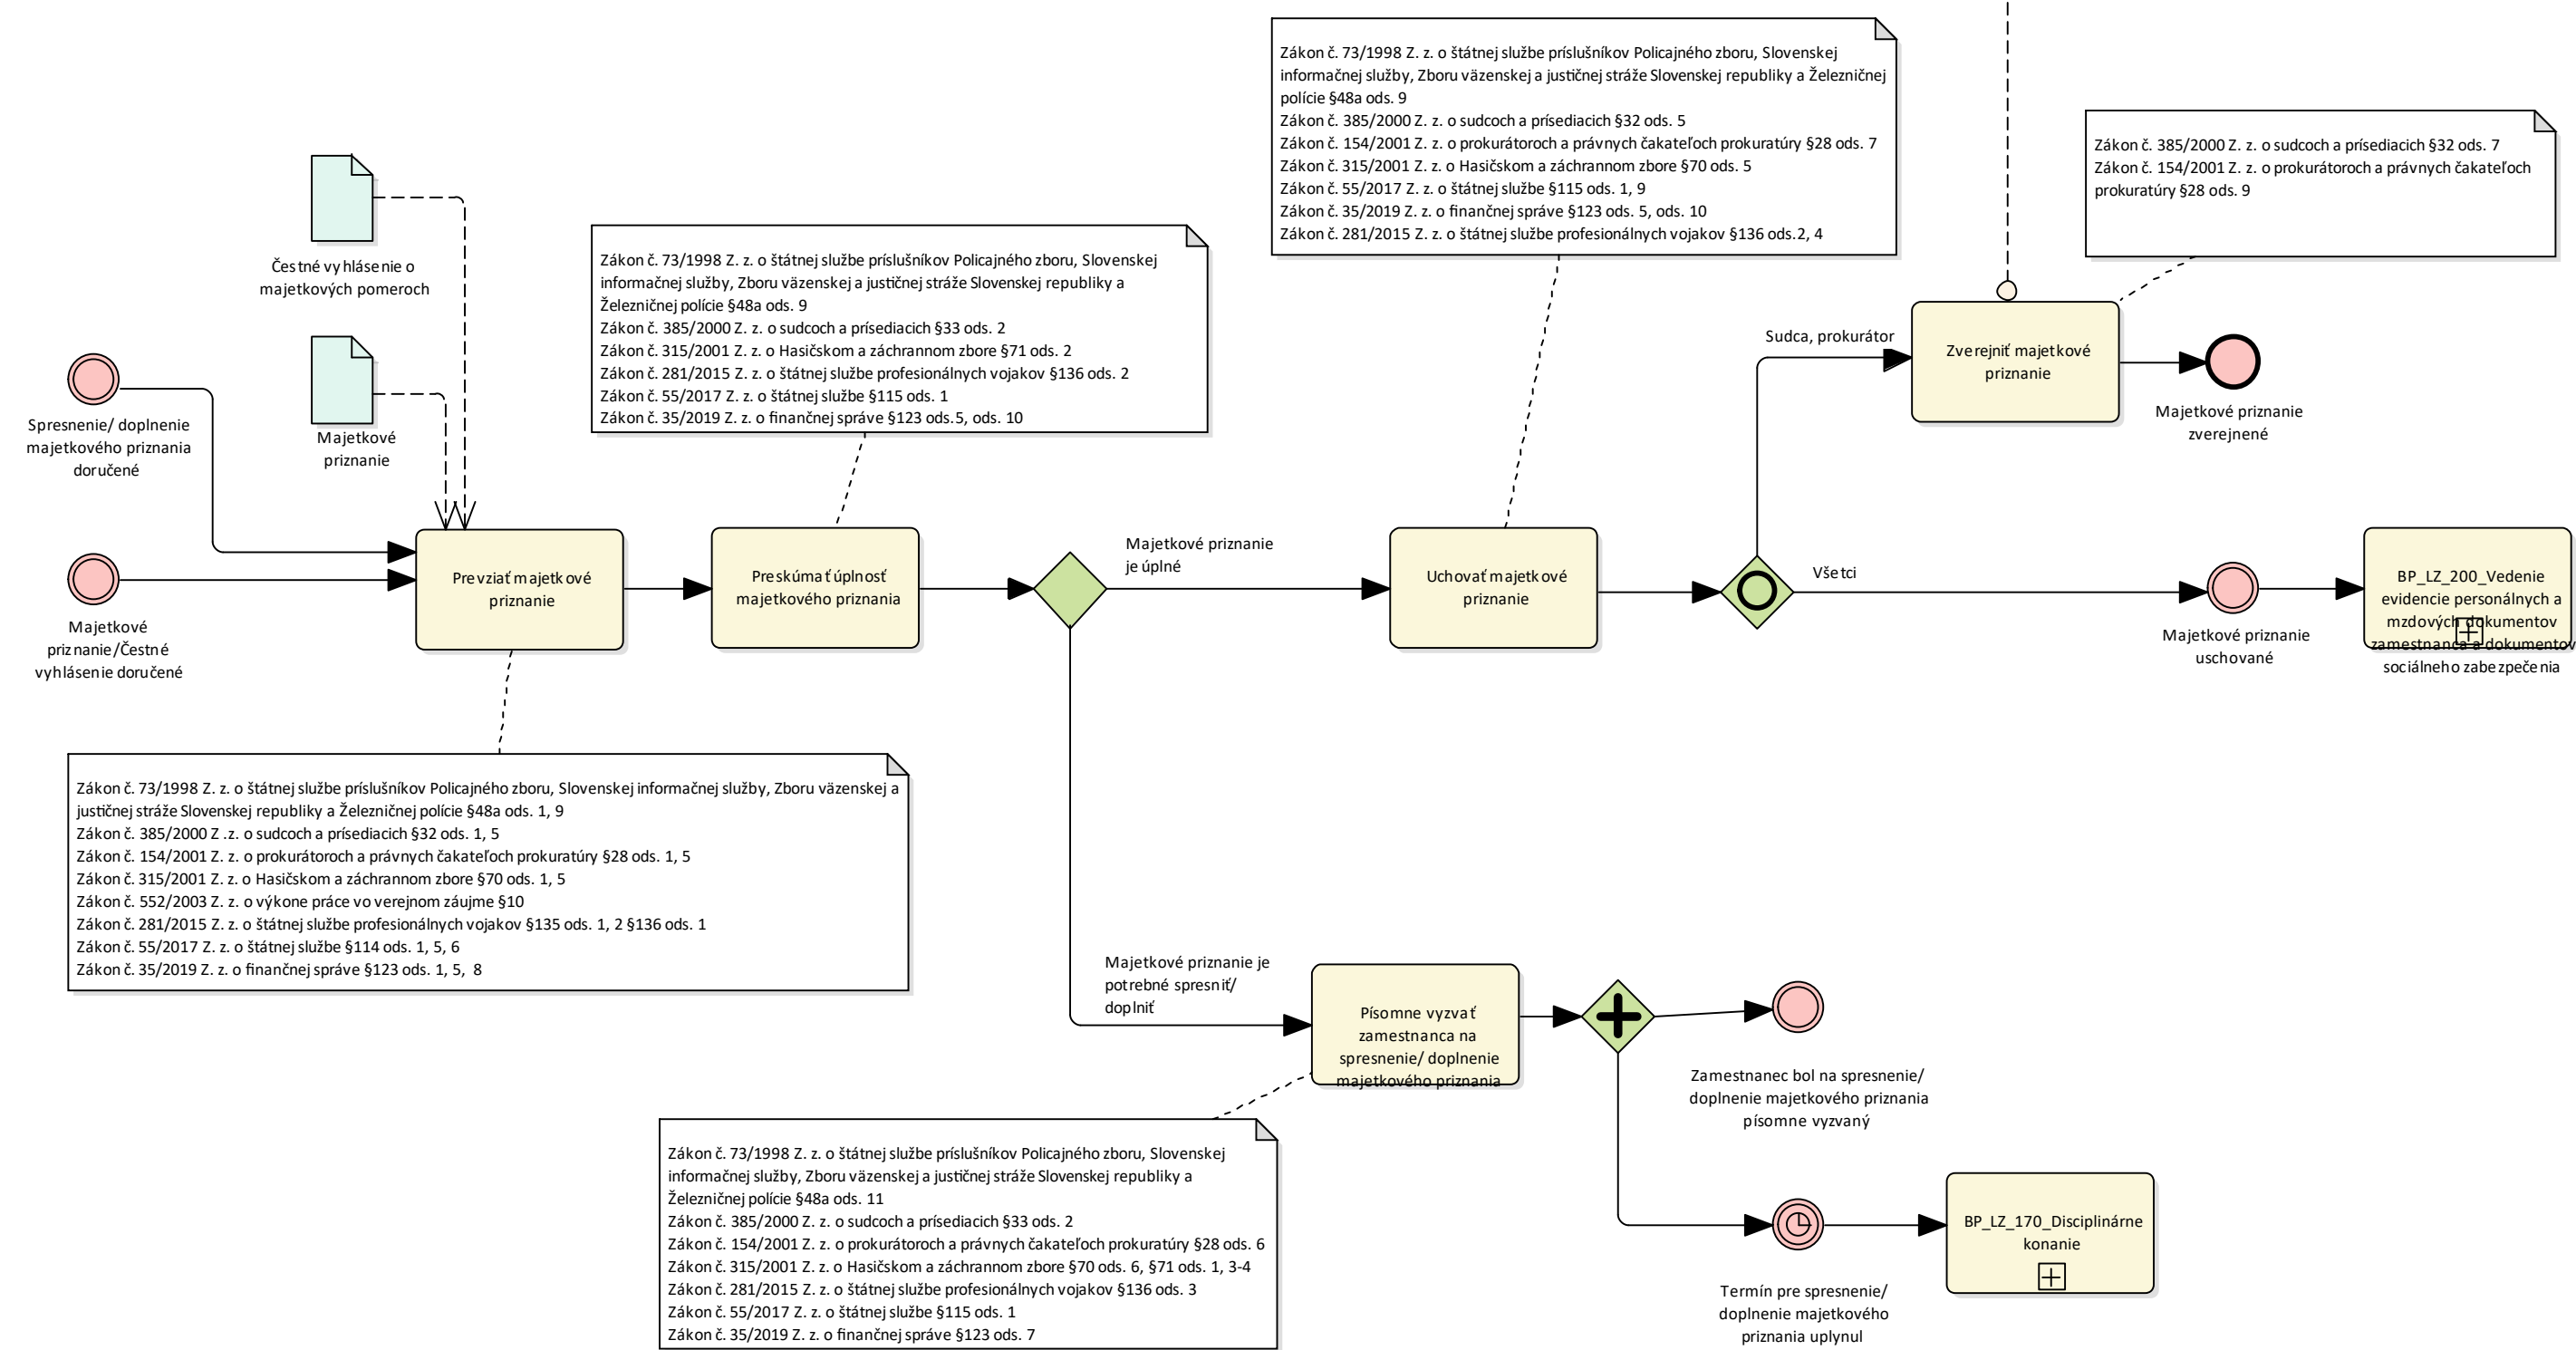 Zákon č. 73/1998 Z. z. o štátnej službe príslušníkov Policajného zboru, Slovenskej
informačnej služby, Zboru väzenskej a justičnej stráže Slovenskej republiky a Železničnej
polície §48a ods. 9
Zákon č. 385/2000 Z. z. o sudcoch a prísediacich §32 ods. 5
Zákon č. 154/2001 Z. z. o prokurátoroch a právnych čakateľoch prokuratúry §28 ods. 7
Zákon č. 315/2001 Z. z. o Hasičskom a záchrannom zbore §70 ods. 5
Zákon č. 55/2017 Z. z. o štátnej službe §115 ods. 1, 9
Zákon č. 35/2019 Z. z. o finančnej správe §123 ods. 5, ods. 10
Zákon č. 281/2015 Z. z. o štátnej službe profesionálnych vojakov §136 ods.2, 4
Zákon č. 385/2000 Z. z. o sudcoch a prísediacich §32 ods. 7
Zákon č. 154/2001 Z. z. o prokurátoroch a právnych čakateľoch
prokuratúry §28 ods. 9
Čestné vyhlásenie o
majetkových pomeroch
Zákon č. 73/1998 Z. z. o štátnej službe príslušníkov Policajného zboru, Slovenskej
informačnej služby, Zboru väzenskej a justičnej stráže Slovenskej republiky a
Železničnej polície §48a ods. 9
Zákon č. 385/2000 Z. z. o sudcoch a prísediacich §33 ods. 2
Zákon č. 315/2001 Z. z. o Hasičskom a záchrannom zbore §71 ods. 2
Zákon č. 281/2015 Z. z. o štátnej službe profesionálnych vojakov §136 ods. 2
Zákon č. 55/2017 Z. z. o štátnej službe §115 ods. 1
Zákon č. 35/2019 Z. z. o finančnej správe §123 ods.5, ods. 10
Sudca, prokurátor
Zverejniť majetkové
priznanie
Majetkové priznanie
zverejnené
Spresnenie/ doplnenie
majetkového priznania
doručené
Majetkové
priznanie
Majetkové
priznanie/Čestné
vyhlásenie doručené
Prevziať majetkové
priznanie
Preskúmať úplnosť
majetkového priznania
Majetkové priznanie
je úplné
Uchovať majetkové
priznanie
Všetci
Majetkové priznanie
uschované
BP_LZ_200_Vedenie
evidencie personálnych a
mzdových dokumentov
zamestnanca a dokumentov
sociálneho zabezpečenia
Zákon č. 73/1998 Z. z. o štátnej službe príslušníkov Policajného zboru, Slovenskej informačnej služby, Zboru väzenskej a
justičnej stráže Slovenskej republiky a Železničnej polície §48a ods. 1, 9
Zákon č. 385/2000 Z .z. o sudcoch a prísediacich §32 ods. 1, 5
Zákon č. 154/2001 Z. z. o prokurátoroch a právnych čakateľoch prokuratúry §28 ods. 1, 5
Zákon č. 315/2001 Z. z. o Hasičskom a záchrannom zbore §70 ods. 1, 5
Zákon č. 552/2003 Z. z. o výkone práce vo verejnom záujme §10
Zákon č. 281/2015 Z. z. o štátnej službe profesionálnych vojakov §135 ods. 1, 2 §136 ods. 1
Zákon č. 55/2017 Z. z. o štátnej službe §114 ods. 1, 5, 6
Zákon č. 35/2019 Z. z. o finančnej správe §123 ods. 1, 5, 8
Majetkové priznanie je
potrebné spresniť/
doplniť
Písomne vyzvať
zamestnanca na
spresnenie/ doplnenie
majetkového priznania
Zamestnanec bol na spresnenie/
doplnenie majetkového priznania
písomne vyzvaný
Zákon č. 73/1998 Z. z. o štátnej službe príslušníkov Policajného zboru, Slovenskej
informačnej služby, Zboru väzenskej a justičnej stráže Slovenskej republiky a
Železničnej polície §48a ods. 11
Zákon č. 385/2000 Z. z. o sudcoch a prísediacich §33 ods. 2
Zákon č. 154/2001 Z. z. o prokurátoroch a právnych čakateľoch prokuratúry §28 ods. 6
Zákon č. 315/2001 Z. z. o Hasičskom a záchrannom zbore §70 ods. 6, §71 ods. 1, 3-4
Zákon č. 281/2015 Z. z. o štátnej službe profesionálnych vojakov §136 ods. 3
Zákon č. 55/2017 Z. z. o štátnej službe §115 ods. 1
Zákon č. 35/2019 Z. z. o finančnej správe §123 ods. 7
BP_LZ_170_Disciplinárne
konanie
Termín pre spresnenie/
doplnenie majetkového
priznania uplynul